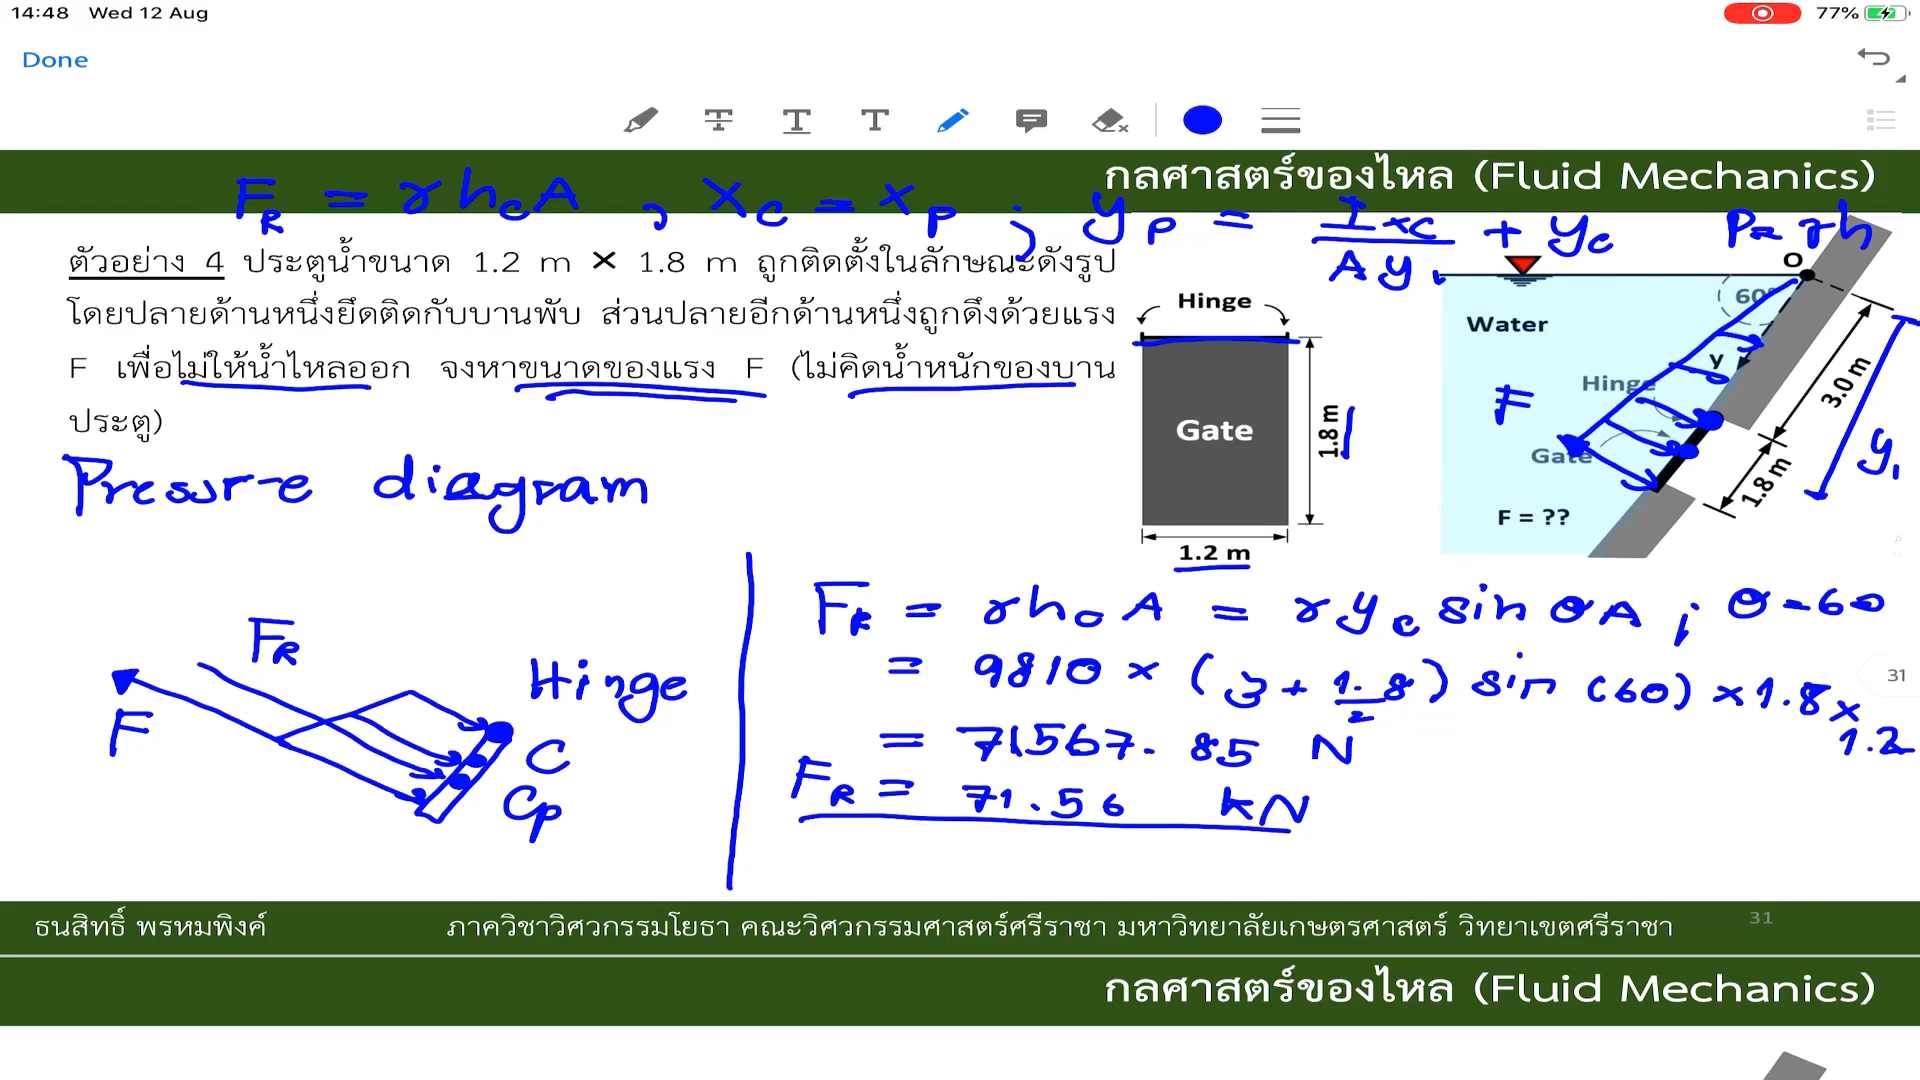 14:48 Wed 12 Aug
77%
Done
กลศาสตร์ของไหล (Fluid Mechanics)
F_R = γ h_c A , x_c = x_p ; y_p = I_xc / A y_1 + y_c P = γh
ตัวอย่าง 4 ประตูน้ำขนาด 1.2 m × 1.8 m ถูกติดตั้งในลักษณะดังรูป
โดยปลายด้านหนึ่งยึดติดกับบานพับ ส่วนปลายอีกด้านหนึ่งถูกดึงด้วยแรง
F เพื่อไม่ให้น้ำไหลออก จงหาขนาดของแรง F (ไม่คิดน้ำหนักของบาน
ประตู)
Hinge
Gate
1.8 m
1.2 m
O
60°
Water
y
Hinge
F
Gate
3.0 m
1.8 m
y_1
F = ??
Pressure diagram
F_R
Hinge
F
C
Cp
F_R = γ h_c A = γ y_c sin θ A ; θ = 60
= 9810 × (3 + 1.8/2) sin (60) × 1.8 ×
1.2
= 71567.85 N
F_R = 71.56 kN
31
ธนสิทธิ์ พรหมพิงค์ ภาควิชาวิศวกรรมโยธา คณะวิศวกรรมศาสตร์ศรีราชา มหาวิทยาลัยเกษตรศาสตร์ วิทยาเขตศรีราชา 31
กลศาสตร์ของไหล (Fluid Mechanics)